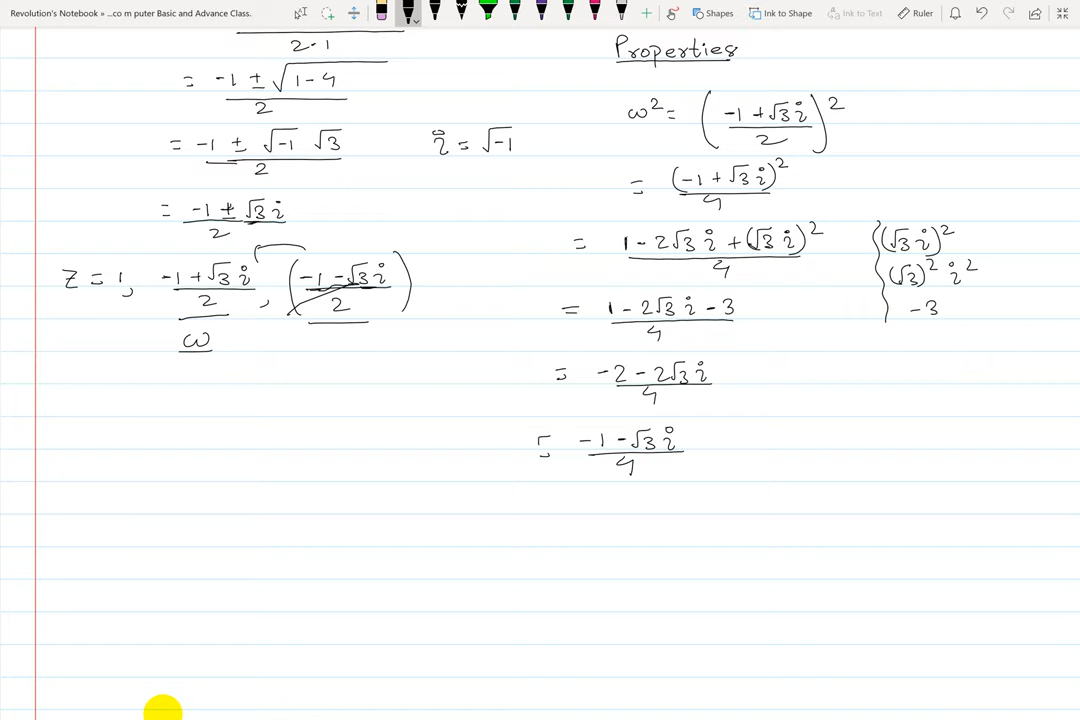 Revolution's Notebook » ...co m puter Basic and Advance Class.
Shapes
Ink to Shape
Ink to Text
Ruler
2·1
= -1 ± √1-4
2
= -1 ± √-1 √3
2
i = √-1
= -1 ± √3 i
2
Z = 1, -1+√3 i / 2 , (-1-√3 i / 2)
ω
Properties
ω² = (-1+√3 i / 2)²
= (-1+√3 i)² / 4
= 1-2√3 i + (√3 i)² / 4
(√3 i)²
(√3)² i²
-3
= 1-2√3 i -3 / 4
= -2-2√3 i / 4
= -1-√3 i / 4